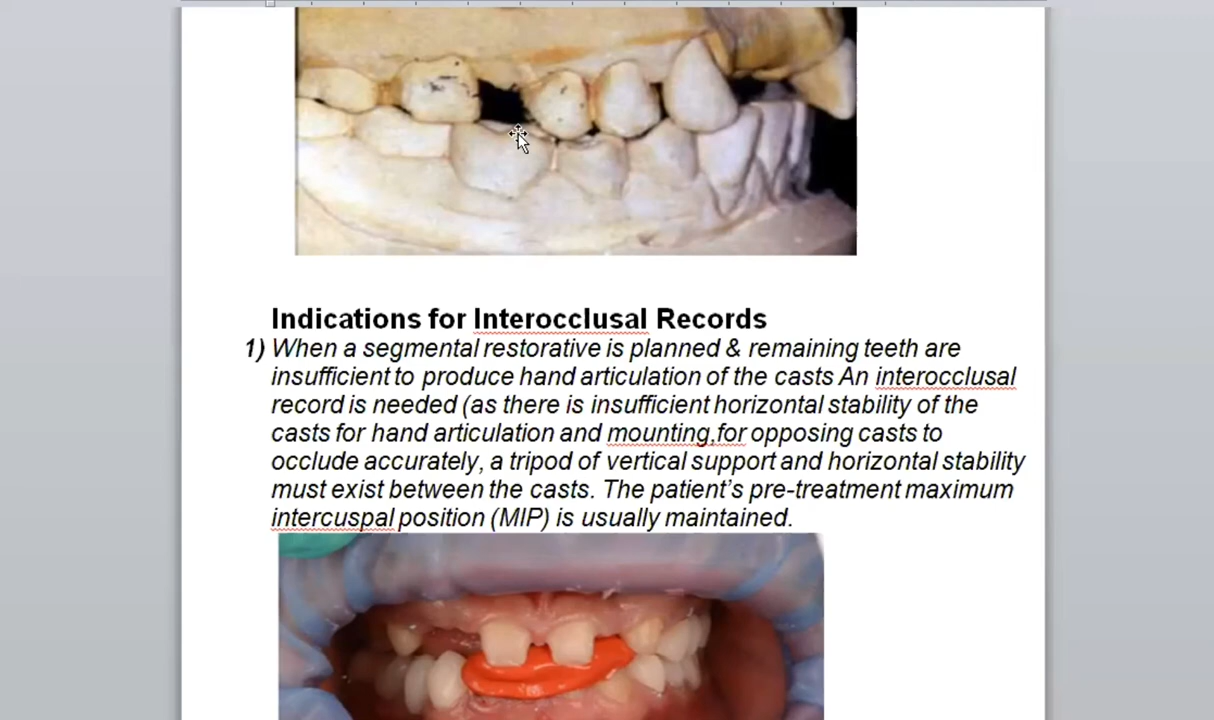 Indications for Interocclusal Records
1) When a segmental restorative is planned & remaining teeth are
insufficient to produce hand articulation of the casts An interocclusal
record is needed (as there is insufficient horizontal stability of the
casts for hand articulation and mounting,for opposing casts to
occlude accurately, a tripod of vertical support and horizontal stability
must exist between the casts. The patient’s pre-treatment maximum
intercuspal position (MIP) is usually maintained.